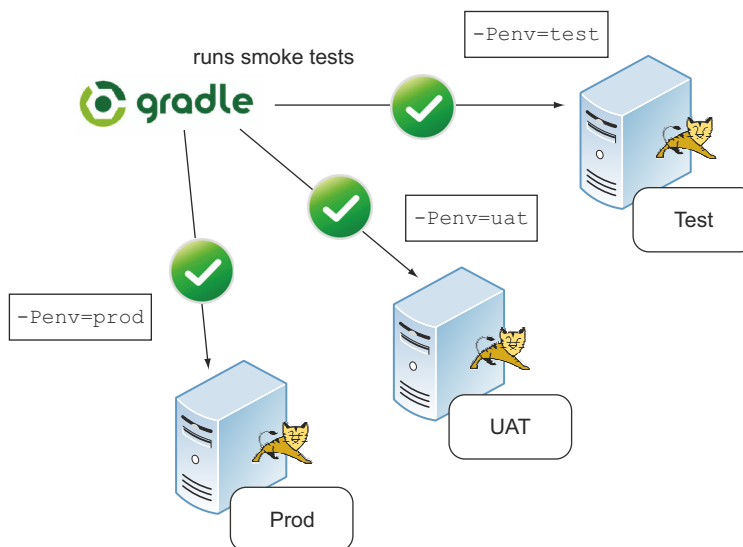 -Penv=test
runs smoke tests
gradle
-Penv=uat
Test
-Penv=prod
UAT
Prod